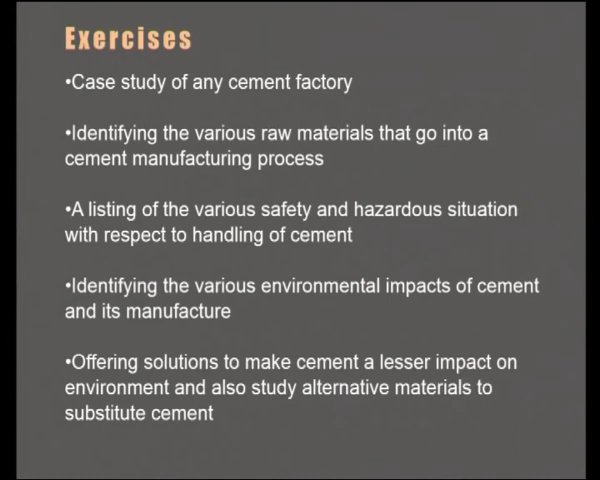 Exercises
•Case study of any cement factory
•Identifying the various raw materials that go into a
cement manufacturing process
•A listing of the various safety and hazardous situation
with respect to handling of cement
•Identifying the various environmental impacts of cement
and its manufacture
•Offering solutions to make cement a lesser impact on
environment and also study alternative materials to
substitute cement